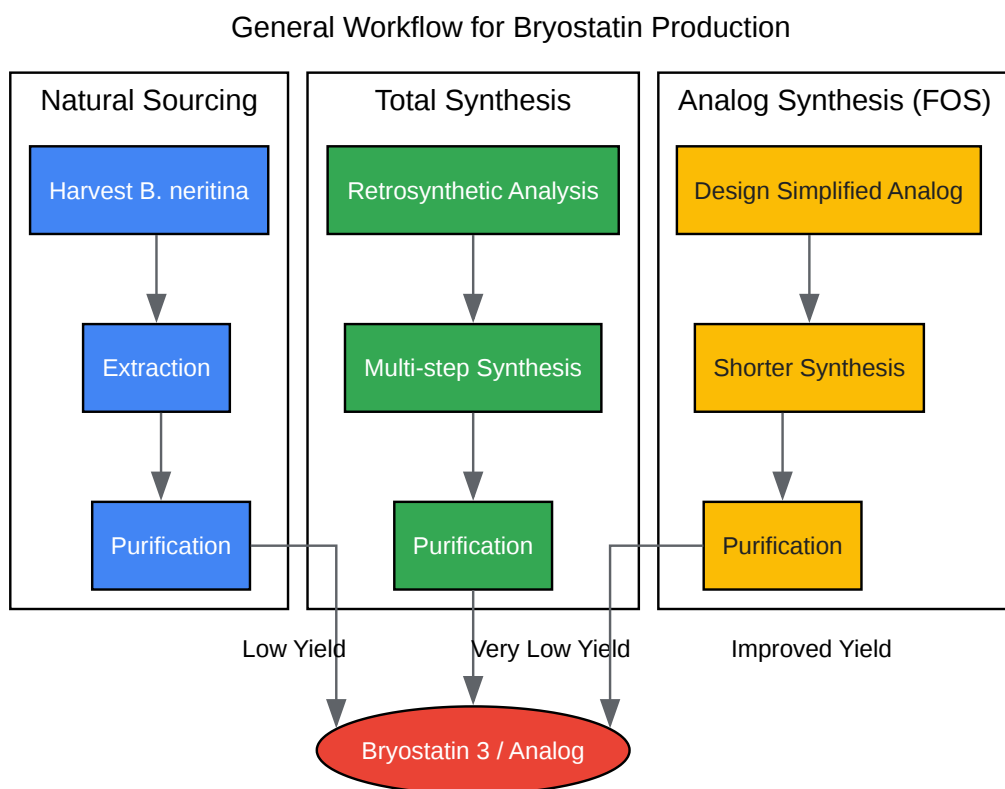 General Workflow for Bryostatin Production
Natural Sourcing
Harvest B. neritina
Extraction
Purification
Total Synthesis
Retrosynthetic Analysis
Multi-step Synthesis
Purification
Analog Synthesis (FOS)
Design Simplified Analog
Shorter Synthesis
Purification
Low Yield
Very Low Yield
Improved Yield
Bryostatin 3 / Analog